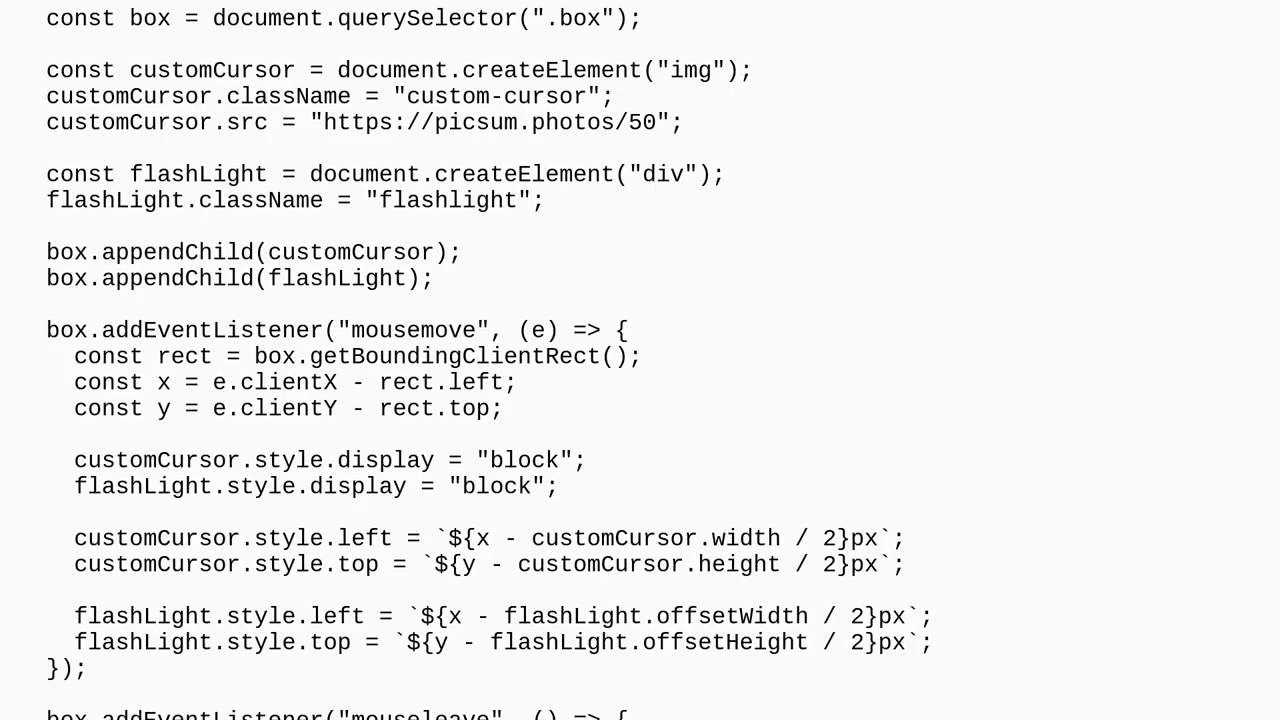 const box = document.querySelector(".box");
const customCursor = document.createElement("img");
customCursor.className = "custom-cursor";
customCursor.src = "https://picsum.photos/50";
const flashLight = document.createElement("div");
flashLight.className = "flashlight";
box.appendChild(customCursor);
box.appendChild(flashLight);
box.addEventListener("mousemove", (e) => {
  const rect = box.getBoundingClientRect();
  const x = e.clientX - rect.left;
  const y = e.clientY - rect.top;
  customCursor.style.display = "block";
  flashLight.style.display = "block";
  customCursor.style.left = `${x - customCursor.width / 2}px`;
  customCursor.style.top = `${y - customCursor.height / 2}px`;
  flashLight.style.left = `${x - flashLight.offsetWidth / 2}px`;
  flashLight.style.top = `${y - flashLight.offsetHeight / 2}px`;
});
box.addEventListener("mouseleave", () => {